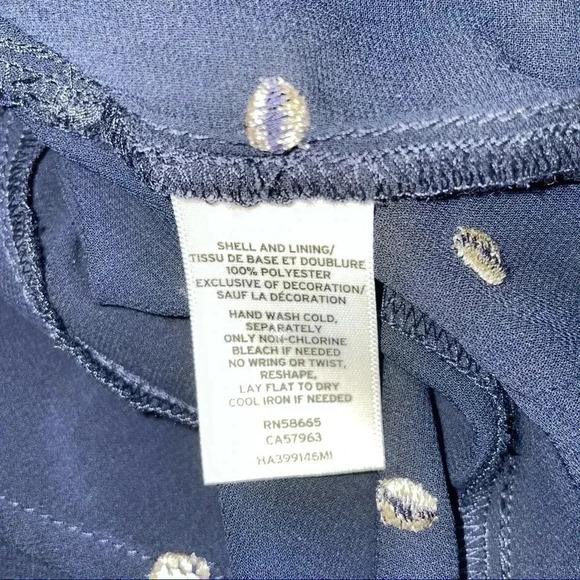 SHELL AND LINING/
TISSU DE BASE ET DOUBLURE
100% POLYESTER
EXCLUSIVE OF DECORATION/
SAUF LA DÉCORATION
HAND WASH COLD,
SEPARATELY
ONLY NON-CHLORINE
BLEACH IF NEEDED
NO WRING OR TWIST,
RESHAPE,
LAY FLAT TO DRY
COOL IRON IF NEEDED
RN58665
CA57963
HA399146MI